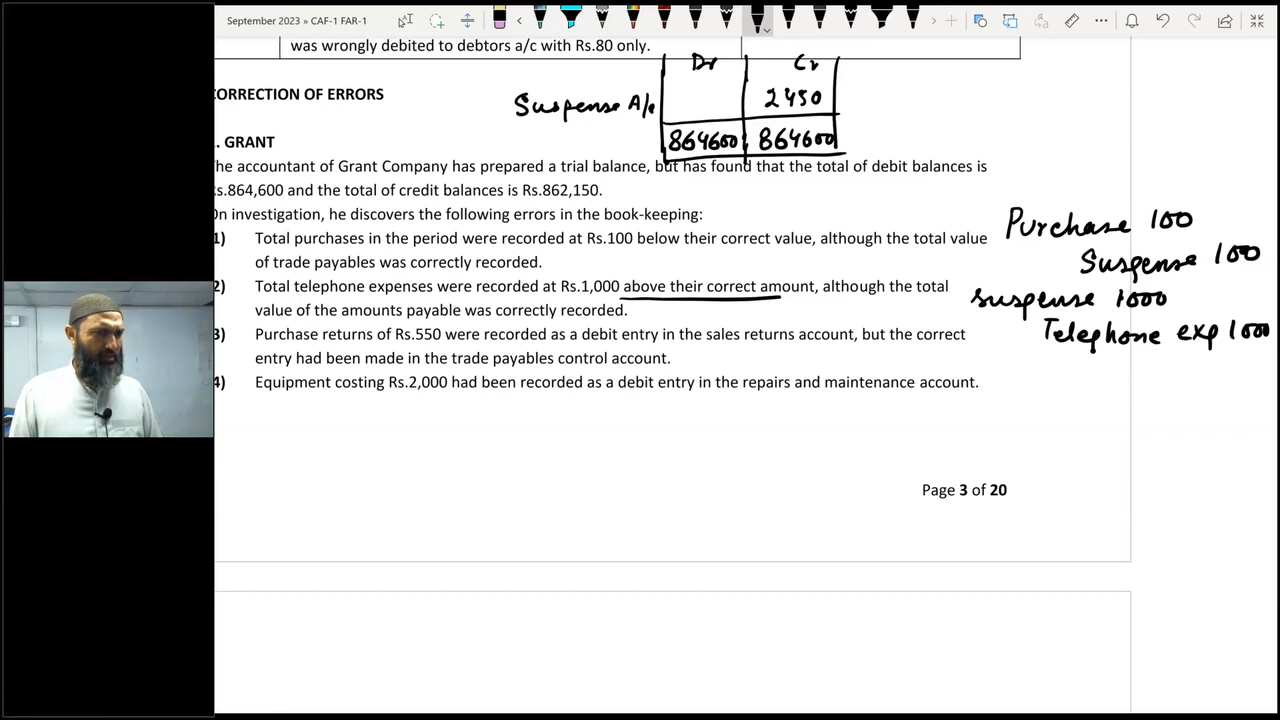 September 2023 » CAF-1 FAR-1
was wrongly debited to debtors a/c with Rs.80 only.
Dr Cr
Suspense A/c 2450
864600 864600
CORRECTION OF ERRORS
. GRANT
The accountant of Grant Company has prepared a trial balance, but has found that the total of debit balances is
Rs.864,600 and the total of credit balances is Rs.862,150.
On investigation, he discovers the following errors in the book-keeping:
1) Total purchases in the period were recorded at Rs.100 below their correct value, although the total value
of trade payables was correctly recorded.
2) Total telephone expenses were recorded at Rs.1,000 above their correct amount, although the total
value of the amounts payable was correctly recorded.
3) Purchase returns of Rs.550 were recorded as a debit entry in the sales returns account, but the correct
entry had been made in the trade payables control account.
4) Equipment costing Rs.2,000 had been recorded as a debit entry in the repairs and maintenance account.
Purchase 100
Suspense 100
Suspense 1000
Telephone exp 1000
Page 3 of 20